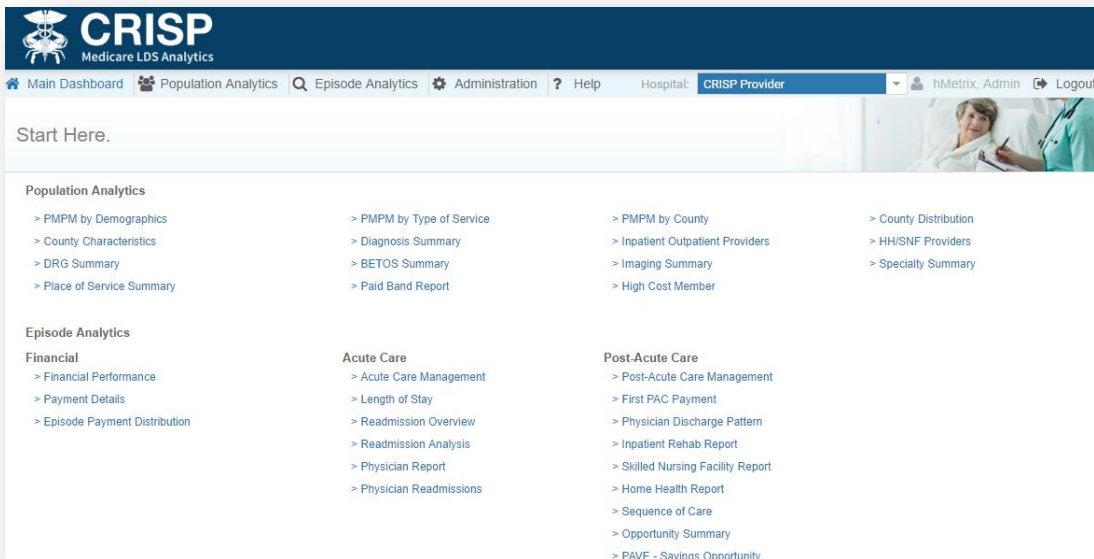 CRISP
Medicare LDS Analytics
Main Dashboard Population Analytics Episode Analytics Administration ? Help Hospital: CRISP Provider hMetrix, Admin Logout
Start Here.
Population Analytics
> PMPM by Demographics > PMPM by Type of Service > PMPM by County > County Distribution
> County Characteristics > Diagnosis Summary > Inpatient Outpatient Providers > HH/SNF Providers
> DRG Summary > BETOS Summary > Imaging Summary > Specialty Summary
> Place of Service Summary > Paid Band Report > High Cost Member
Episode Analytics
Financial Acute Care Post-Acute Care
> Financial Performance > Acute Care Management > Post-Acute Care Management
> Payment Details > Length of Stay > First PAC Payment
> Episode Payment Distribution > Readmission Overview > Physician Discharge Pattern
> Readmission Analysis > Inpatient Rehab Report
> Physician Report > Skilled Nursing Facility Report
> Physician Readmissions > Home Health Report
> Sequence of Care
> Opportunity Summary
> PAVE - Savings Opportunity